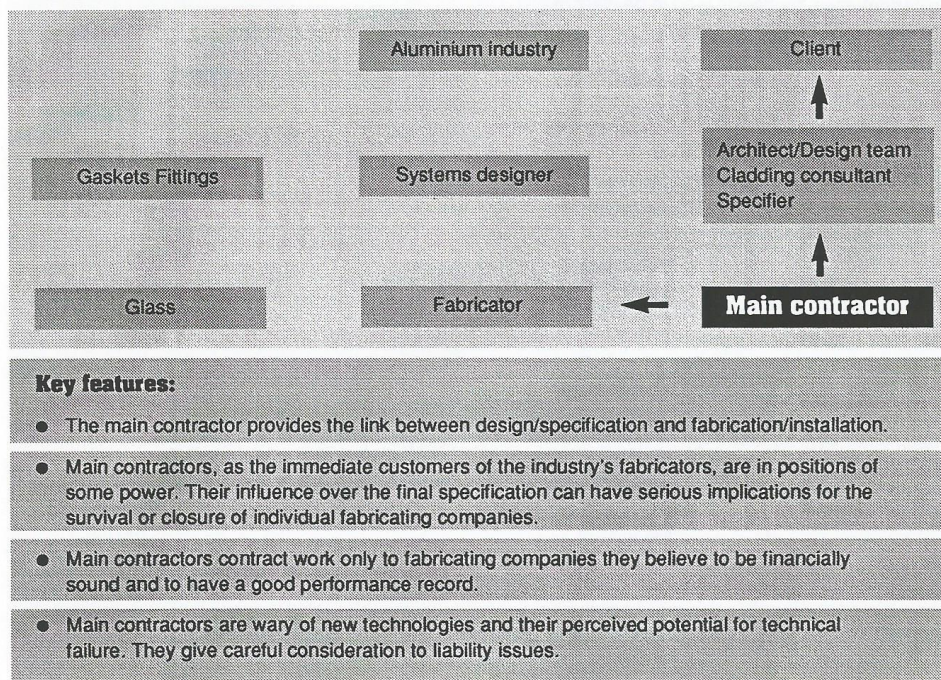 Aluminium industry
Client
Gaskets Fittings
Systems designer
Architect/Design team
Cladding consultant
Specifier
Glass
Fabricator
Main contractor
Key features:
● The main contractor provides the link between design/specification and fabrication/installation.
● Main contractors, as the immediate customers of the industry's fabricators, are in positions of
some power. Their influence over the final specification can have serious implications for the
survival or closure of individual fabricating companies.
● Main contractors contract work only to fabricating companies they believe to be financially
sound and to have a good performance record.
● Main contractors are wary of new technologies and their perceived potential for technical
failure. They give careful consideration to liability issues.